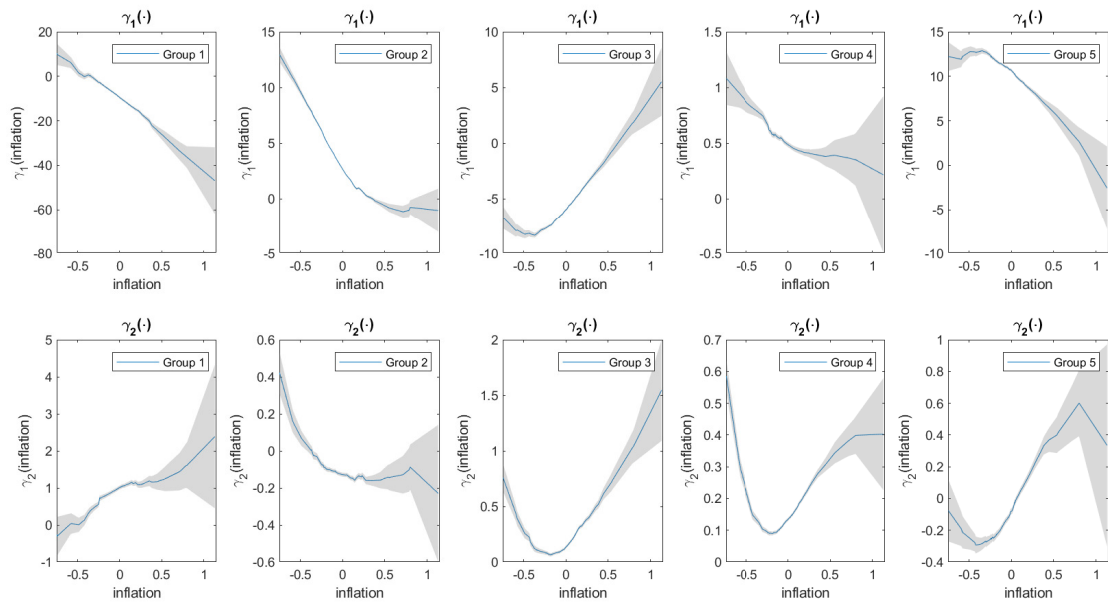 γ₁(·) γ₁(·) γ₁(·) γ₁(·) γ₁(·)
Group 1 Group 2 Group 3 Group 4 Group 5
20 0 -20 -40 -60 -80
15 10 5 0 -5
10 5 0 -5 -10
1.5 1 0.5 0 -0.5
15 10 5 0 -5 -10
γ₁(inflation) γ₁(inflation) γ₁(inflation) γ₁(inflation) γ₁(inflation)
-0.5 0 0.5 1 -0.5 0 0.5 1 -0.5 0 0.5 1 -0.5 0 0.5 1 -0.5 0 0.5 1
inflation inflation inflation inflation inflation
γ₂(·) γ₂(·) γ₂(·) γ₂(·) γ₂(·)
Group 1 Group 2 Group 3 Group 4 Group 5
5 4 3 2 1 0 -1
0.6 0.4 0.2 0 -0.2 -0.4 -0.6
2 1.5 1 0.5 0
0.7 0.6 0.5 0.4 0.3 0.2 0.1 0
1 0.8 0.6 0.4 0.2 0 -0.2 -0.4
γ₂(inflation) γ₂(inflation) γ₂(inflation) γ₂(inflation) γ₂(inflation)
-0.5 0 0.5 1 -0.5 0 0.5 1 -0.5 0 0.5 1 -0.5 0 0.5 1 -0.5 0 0.5 1
inflation inflation inflation inflation inflation